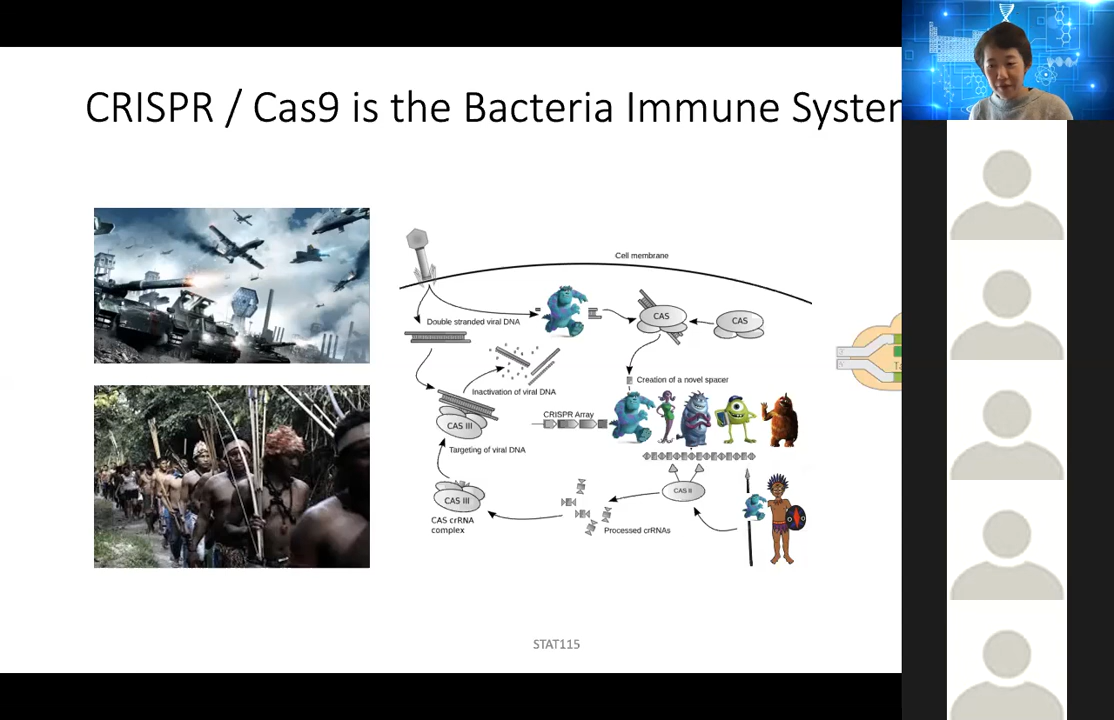 CRISPR / Cas9 is the Bacteria Immune System
Cell membrane
Double stranded viral DNA
CAS
CAS
Inactivation of viral DNA
Creation of a novel spacer
CRISPR Array
CAS III
Targeting of viral DNA
CAS II
CAS III
CAS crRNA
complex
Processed crRNAs
STAT115